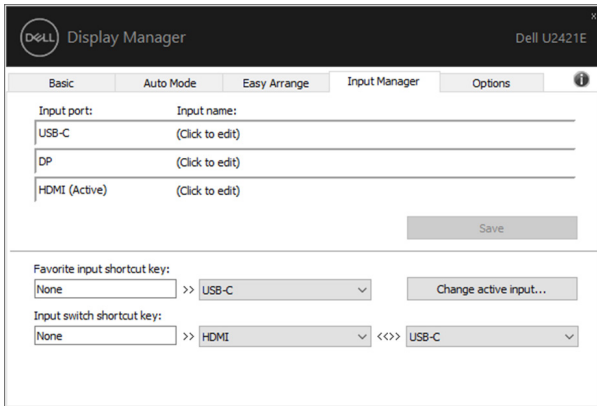 x
DELL Display Manager Dell U2421E
Basic Auto Mode Easy Arrange Input Manager Options i
Input port: Input name:
USB-C (Click to edit)
DP (Click to edit)
HDMI (Active) (Click to edit)
Save
Favorite input shortcut key:
None >> USB-C Change active input...
Input switch shortcut key:
None >> HDMI <<>> USB-C